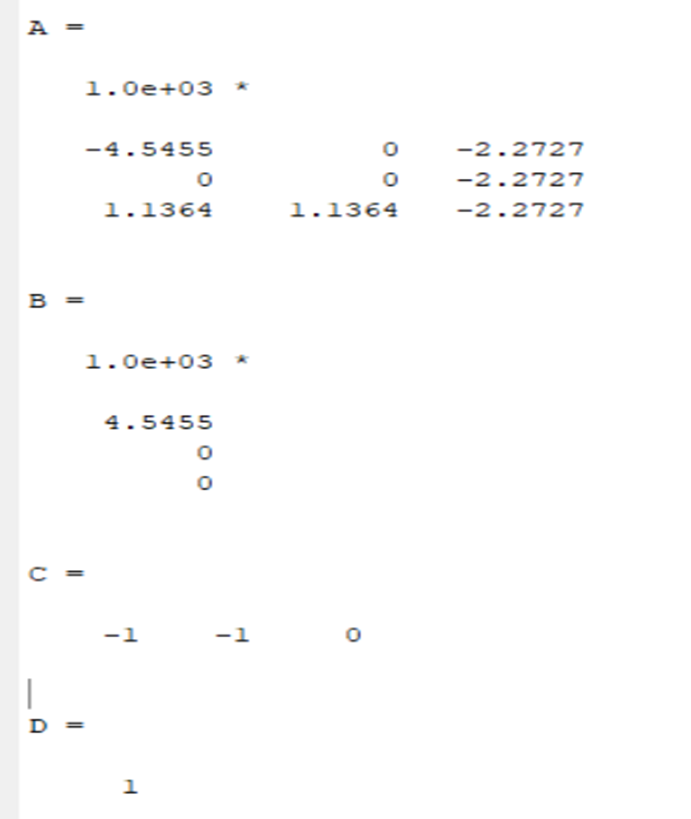 A =
1.0e+03 *
-4.5455 0 -2.2727
0 0 -2.2727
1.1364 1.1364 -2.2727
B =
1.0e+03 *
4.5455
0
0
C =
-1 -1 0
D =
1